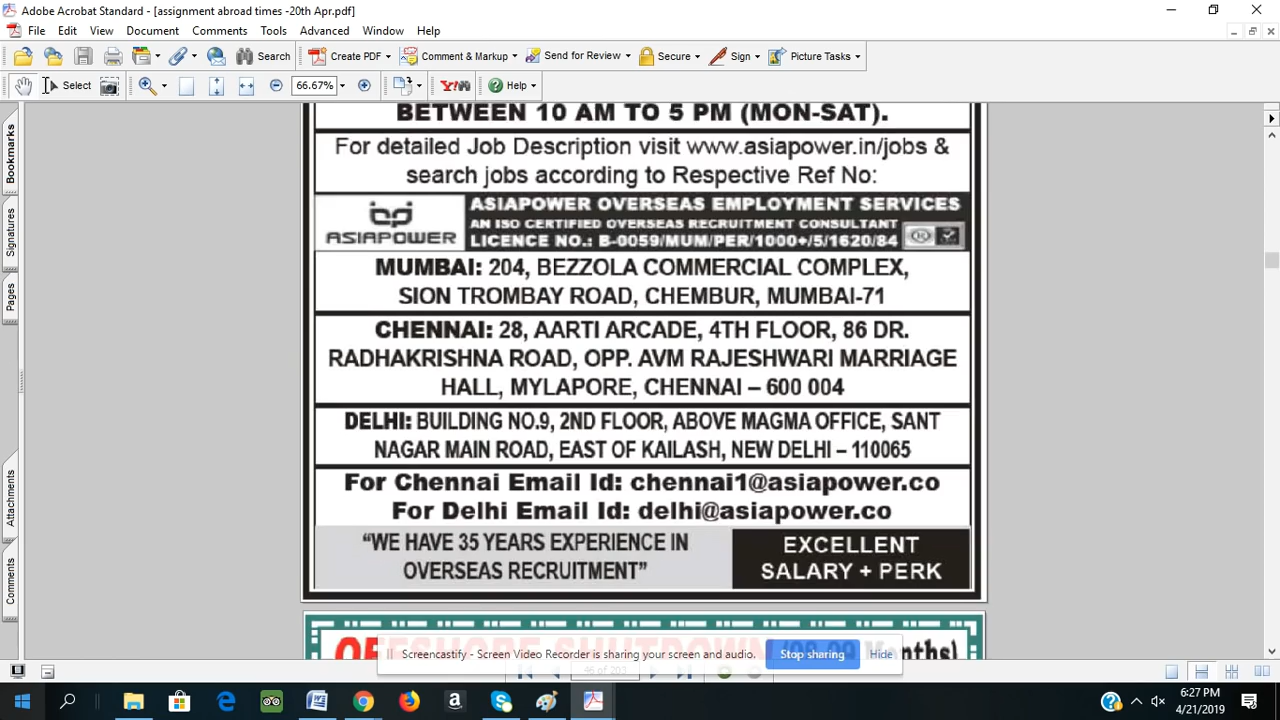 Adobe Acrobat Standard - [assignment abroad times -20th Apr.pdf]
File Edit View Document Comments Tools Advanced Window Help
Search Create PDF Comment & Markup Send for Review Secure Sign Picture Tasks
Select 66.67% Y! Help
Bookmarks
Signatures
Pages
Attachments
Comments
BETWEEN 10 AM TO 5 PM (MON-SAT).
For detailed Job Description visit www.asiapower.in/jobs &
search jobs according to Respective Ref No:
ASIAPOWER
ASIAPOWER OVERSEAS EMPLOYMENT SERVICES
AN ISO CERTIFIED OVERSEAS RECRUITMENT CONSULTANT
LICENCE NO.: B-0059/MUM/PER/1000+/5/1620/84
MUMBAI: 204, BEZZOLA COMMERCIAL COMPLEX,
SION TROMBAY ROAD, CHEMBUR, MUMBAI-71
CHENNAI: 28, AARTI ARCADE, 4TH FLOOR, 86 DR.
RADHAKRISHNA ROAD, OPP. AVM RAJESHWARI MARRIAGE
HALL, MYLAPORE, CHENNAI – 600 004
DELHI: BUILDING NO.9, 2ND FLOOR, ABOVE MAGMA OFFICE, SANT
NAGAR MAIN ROAD, EAST OF KAILASH, NEW DELHI – 110065
For Chennai Email Id: chennai1@asiapower.co
For Delhi Email Id: delhi@asiapower.co
“WE HAVE 35 YEARS EXPERIENCE IN
OVERSEAS RECRUITMENT”
EXCELLENT
SALARY + PERK
OFFSHORE SHUTDOWN Months)
Screencastify - Screen Video Recorder is sharing your screen and audio. Stop sharing Hide
46 of 203
6:27 PM
4/21/2019